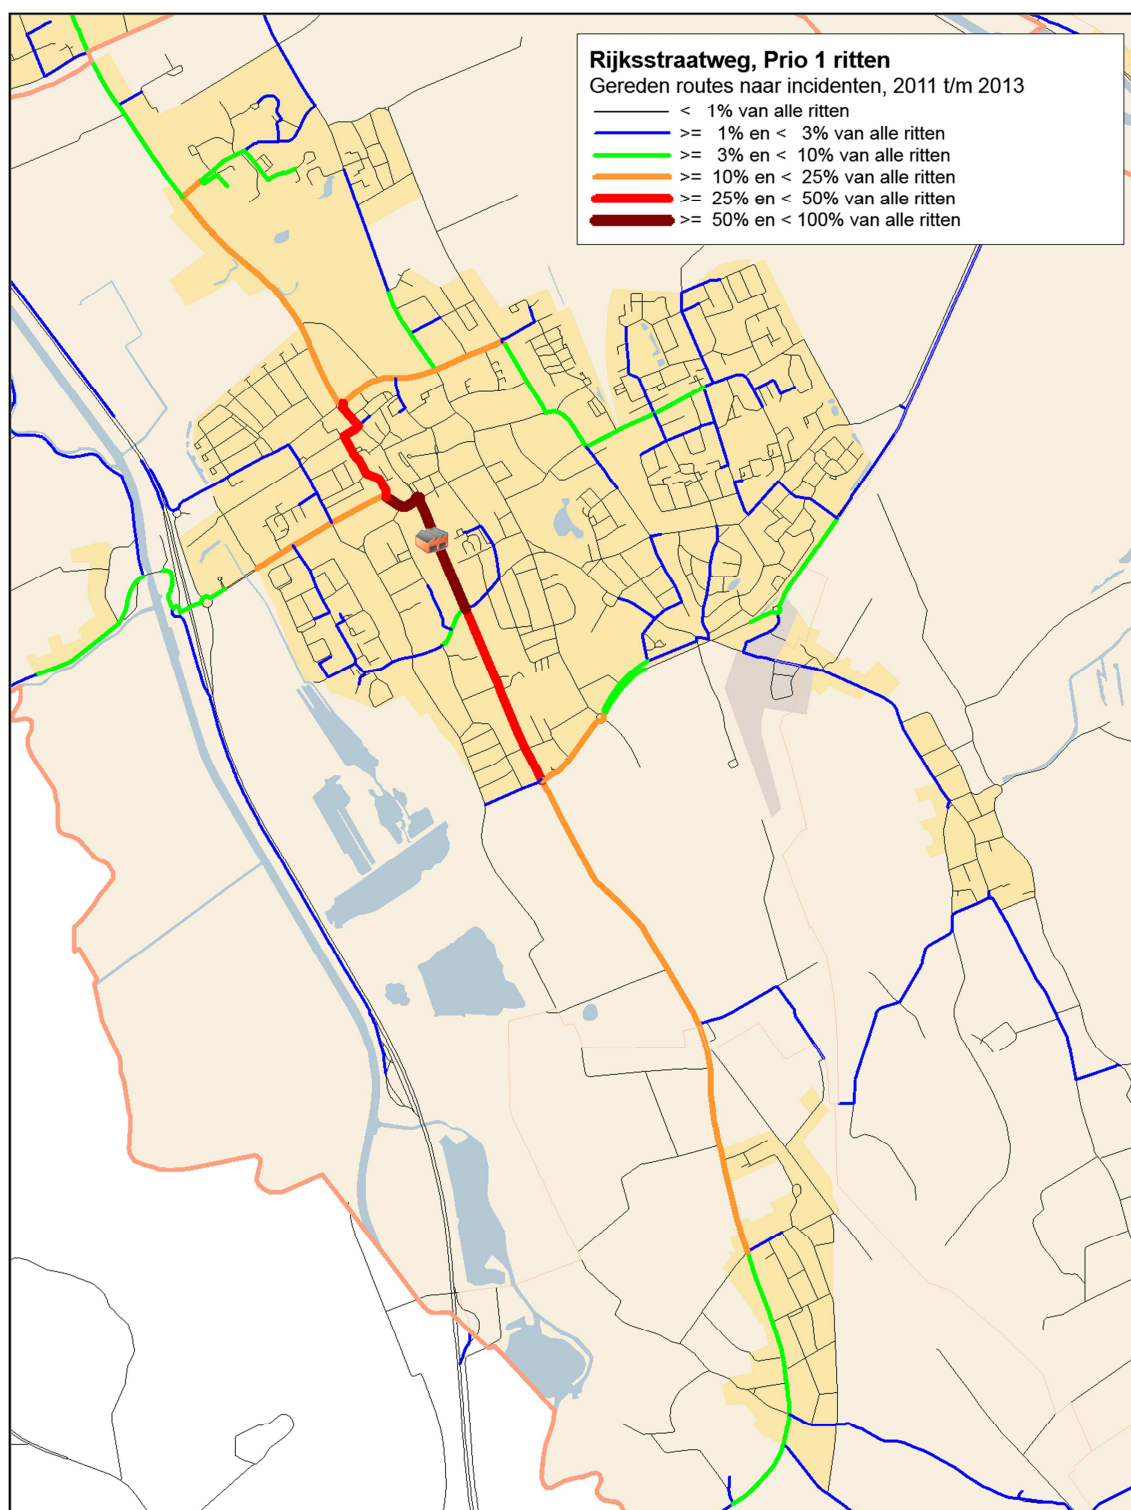 Rijksstraatweg, Prio 1 ritten
Gereden routes naar incidenten, 2011 t/m 2013
< 1% van alle ritten
>= 1% en < 3% van alle ritten
>= 3% en < 10% van alle ritten
>= 10% en < 25% van alle ritten
>= 25% en < 50% van alle ritten
>= 50% en < 100% van alle ritten